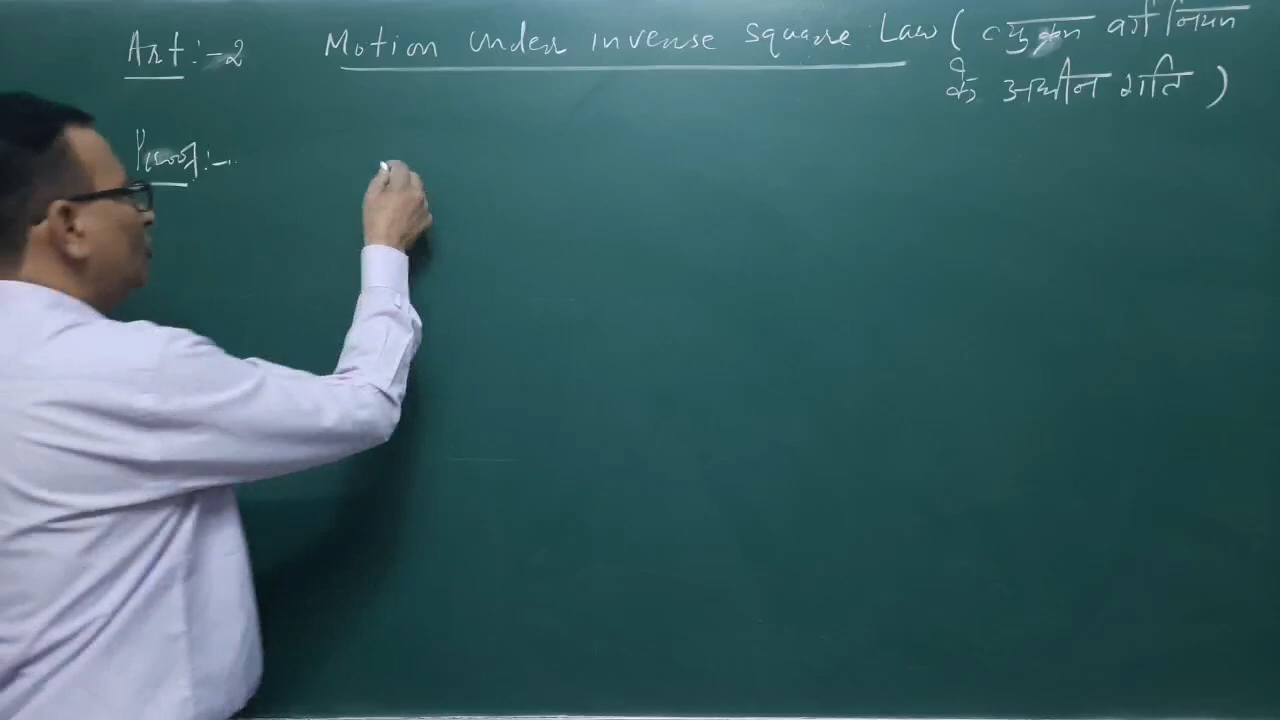 Art:-2 Motion under inverse square Law ( व्युत्क्रम वर्ग नियम
के अधीन गति )
Proof:-